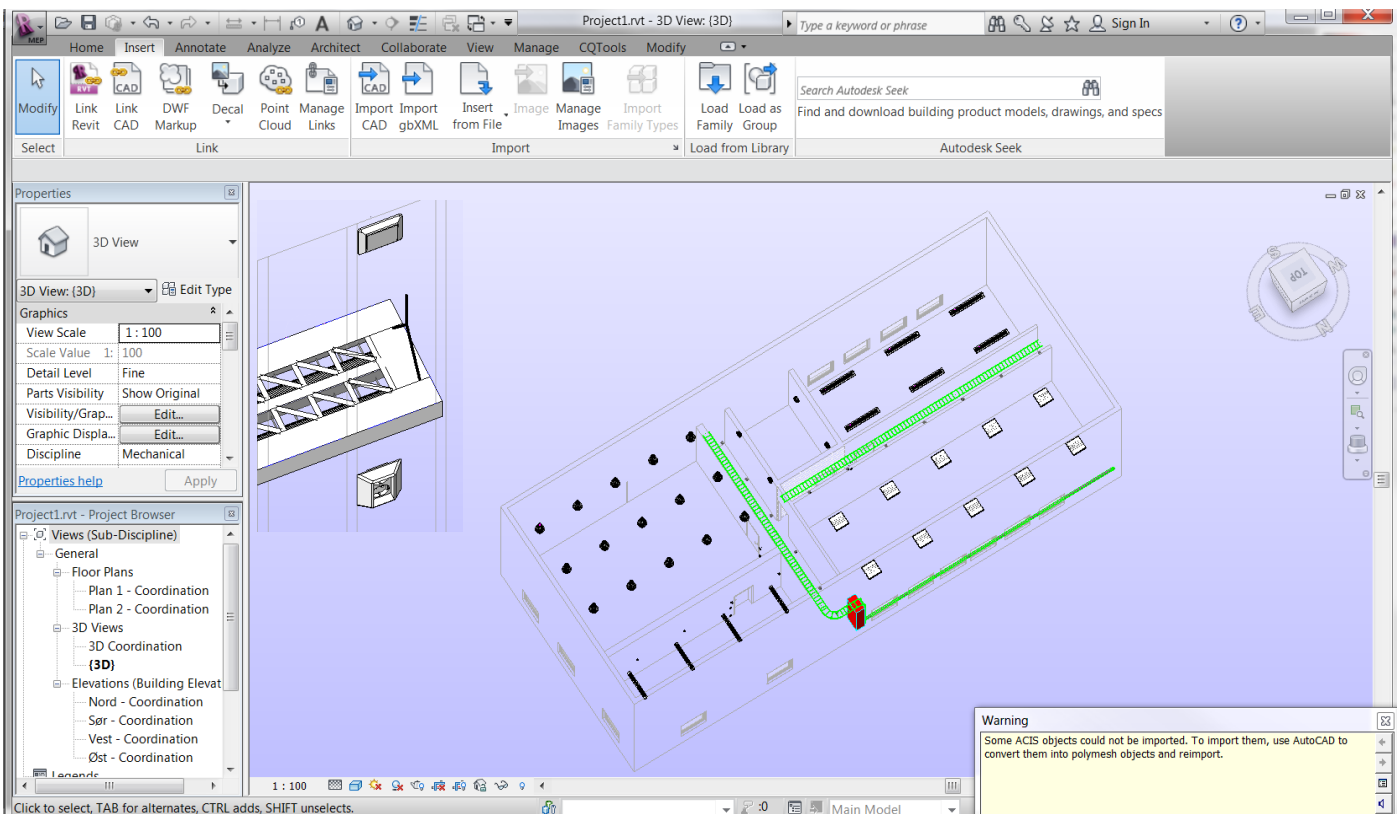 Project1.rvt - 3D View: {3D}
Type a keyword or phrase
Sign In
MEP
Home Insert Annotate Analyze Architect Collaborate View Manage CQTools Modify
Modify
Link Revit
Link CAD
DWF Markup
Decal
Point Cloud
Manage Links
Import CAD
Import gbXML
Insert from File
Image
Manage Images
Import Family Types
Load Family
Load as Group
Search Autodesk Seek
Find and download building product models, drawings, and specs
Select
Link
Import
Load from Library
Autodesk Seek
Properties
3D View
3D View: {3D}
Edit Type
Graphics
View Scale 1 : 100
Scale Value 1: 100
Detail Level Fine
Parts Visibility Show Original
Visibility/Grap... Edit...
Graphic Displa... Edit...
Discipline Mechanical
Properties help
Apply
Project1.rvt - Project Browser
Views (Sub-Discipline)
General
Floor Plans
Plan 1 - Coordination
Plan 2 - Coordination
3D Views
3D Coordination
{3D}
Elevations (Building Elevat
Nord - Coordination
Sør - Coordination
Vest - Coordination
Øst - Coordination
Legends
TOP
1 : 100
Warning
Some ACIS objects could not be imported. To import them, use AutoCAD to
convert them into polymesh objects and reimport.
Click to select, TAB for alternates, CTRL adds, SHIFT unselects.
:0
Main Model